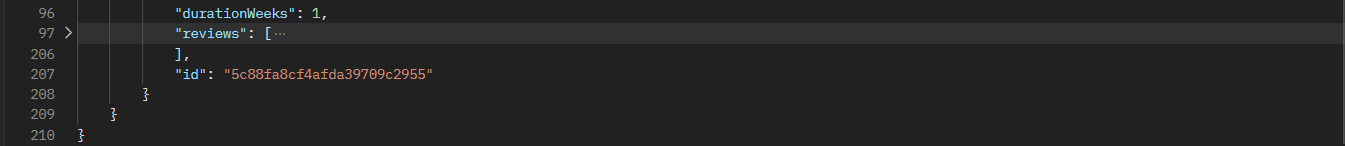 96 "durationWeeks": 1,
97 "reviews": [⋯
206 ],
207 "id": "5c88fa8cf4afda39709c2955"
208 }
209 }
210 }